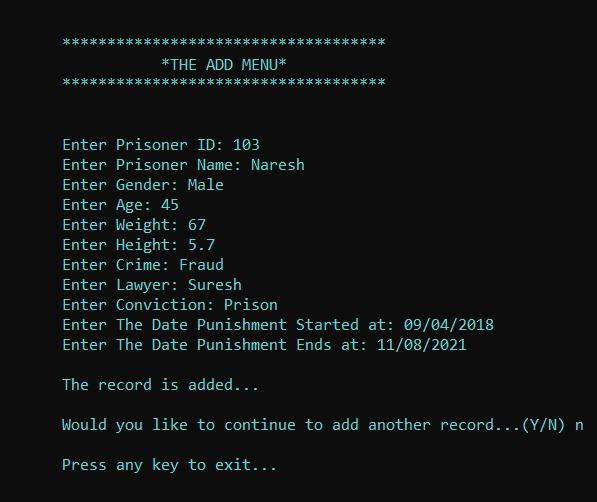 ************************************
*THE ADD MENU*
************************************
Enter Prisoner ID: 103
Enter Prisoner Name: Naresh
Enter Gender: Male
Enter Age: 45
Enter Weight: 67
Enter Height: 5.7
Enter Crime: Fraud
Enter Lawyer: Suresh
Enter Conviction: Prison
Enter The Date Punishment Started at: 09/04/2018
Enter The Date Punishment Ends at: 11/08/2021
The record is added...
Would you like to continue to add another record...(Y/N) n
Press any key to exit...